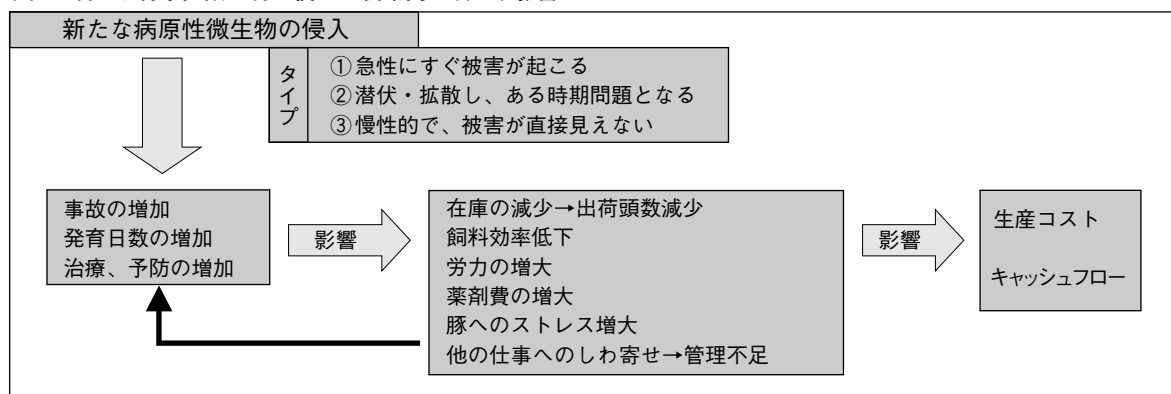 新たな病原性微生物の侵入
タイプ
①急性にすぐ被害が起こる
②潜伏・拡散し、ある時期問題となる
③慢性的で、被害が直接見えない
事故の増加
発育日数の増加
治療、予防の増加
影響
在庫の減少→出荷頭数減少
飼料効率低下
労力の増大
薬剤費の増大
豚へのストレス増大
他の仕事へのしわ寄せ→管理不足
影響
生産コスト
キャッシュフロー